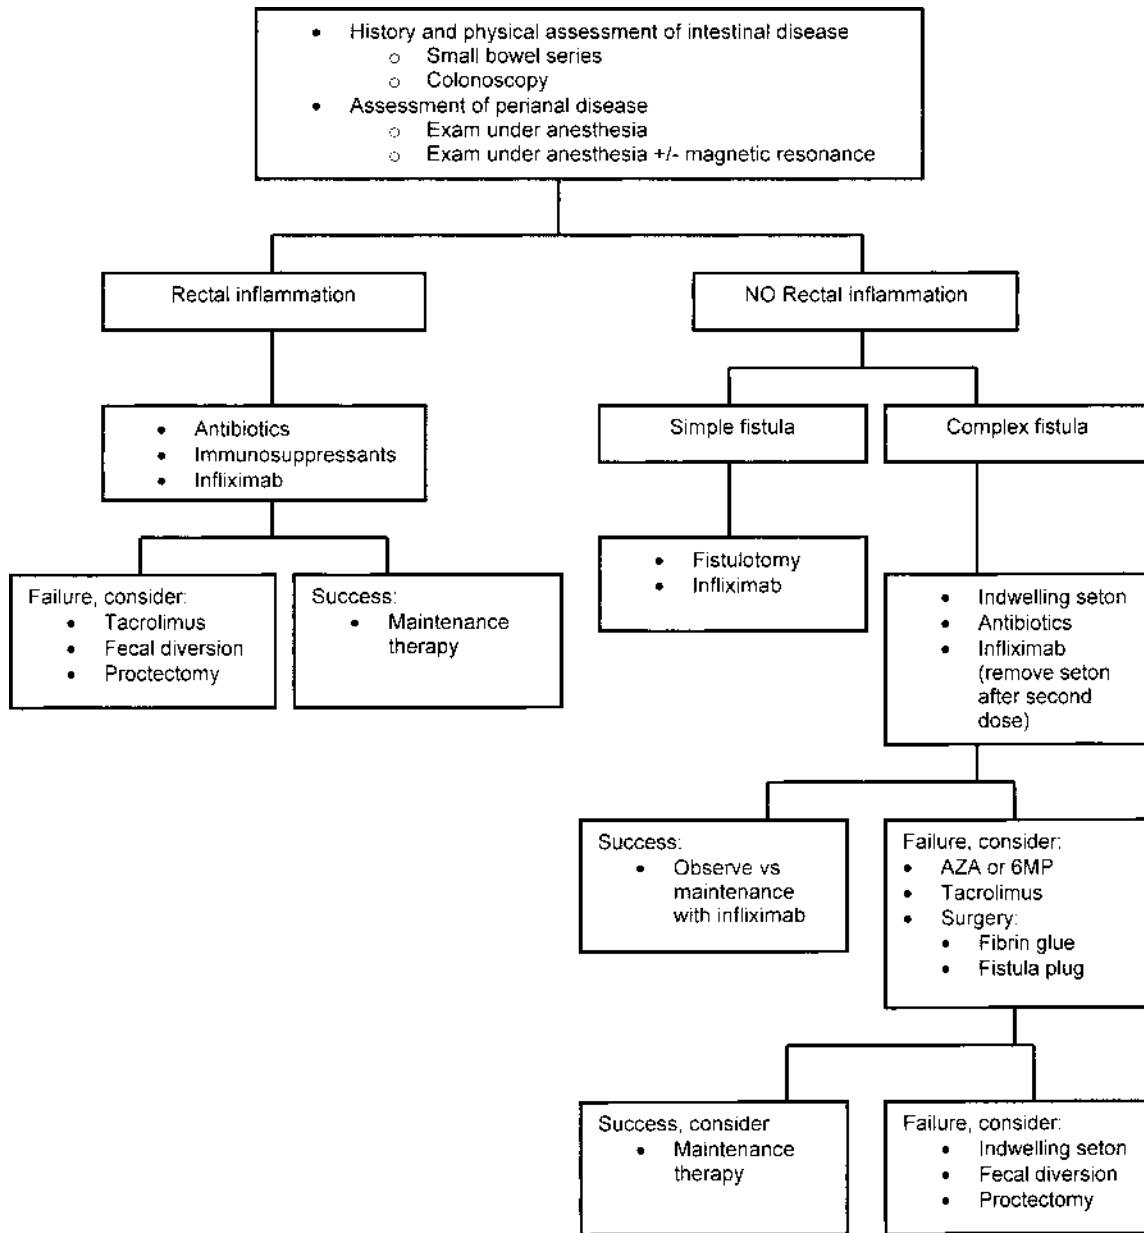 • History and physical assessment of intestinal disease
○ Small bowel series
○ Colonoscopy
• Assessment of perianal disease
○ Exam under anesthesia
○ Exam under anesthesia +/- magnetic resonance
Rectal inflammation
NO Rectal inflammation
• Antibiotics
• Immunosuppressants
• Infliximab
Simple fistula
Complex fistula
Failure, consider:
• Tacrolimus
• Fecal diversion
• Proctectomy
Success:
• Maintenance
therapy
• Fistulotomy
• Infliximab
• Indwelling seton
• Antibiotics
• Infliximab
(remove seton
after second
dose)
Success:
• Observe vs
maintenance
with infliximab
Failure, consider:
• AZA or 6MP
• Tacrolimus
• Surgery:
• Fibrin glue
• Fistula plug
Success, consider
• Maintenance
therapy
Failure, consider:
• Indwelling seton
• Fecal diversion
• Proctectomy